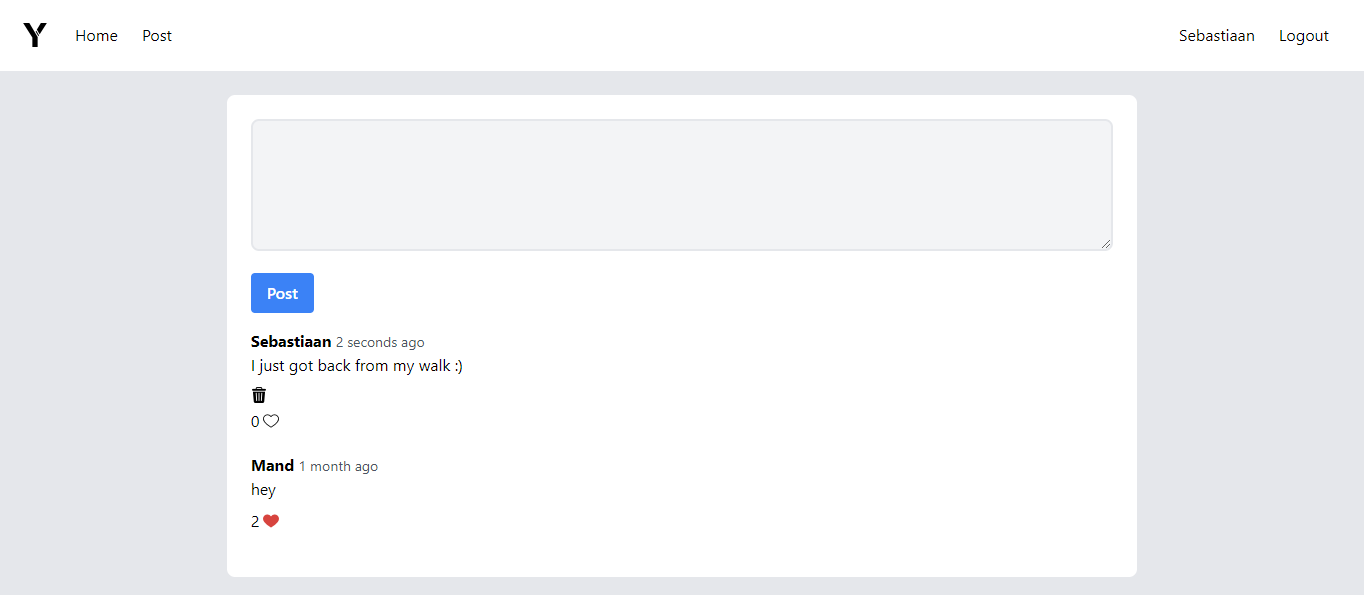 Y Home Post Sebastiaan Logout
Post
Sebastiaan 2 seconds ago
I just got back from my walk :)
0
Mand 1 month ago
hey
2